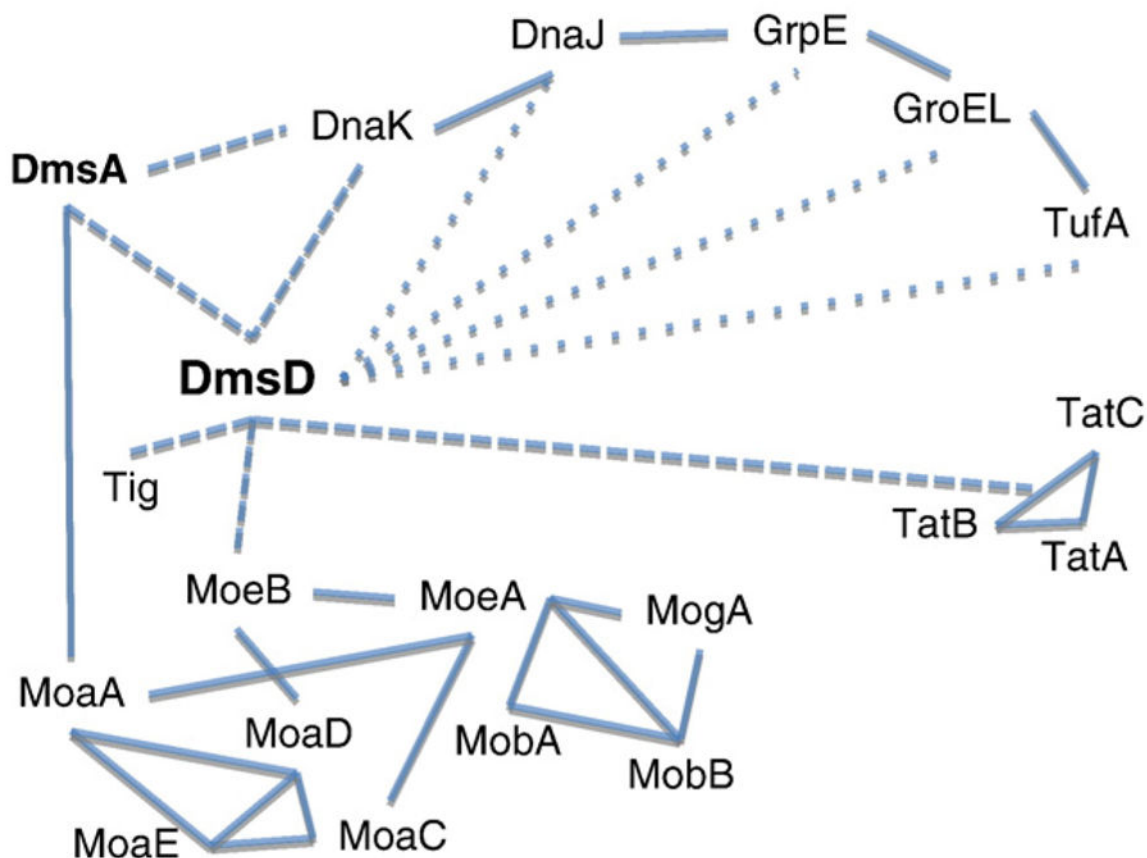 DnaJ
GrpE
GroEL
DnaK
DmsA
TufA
DmsD
TatC
Tig
TatB
TatA
MoeB
MoeA
MogA
MoaA
MoaD
MobA
MobB
MoaE
MoaC